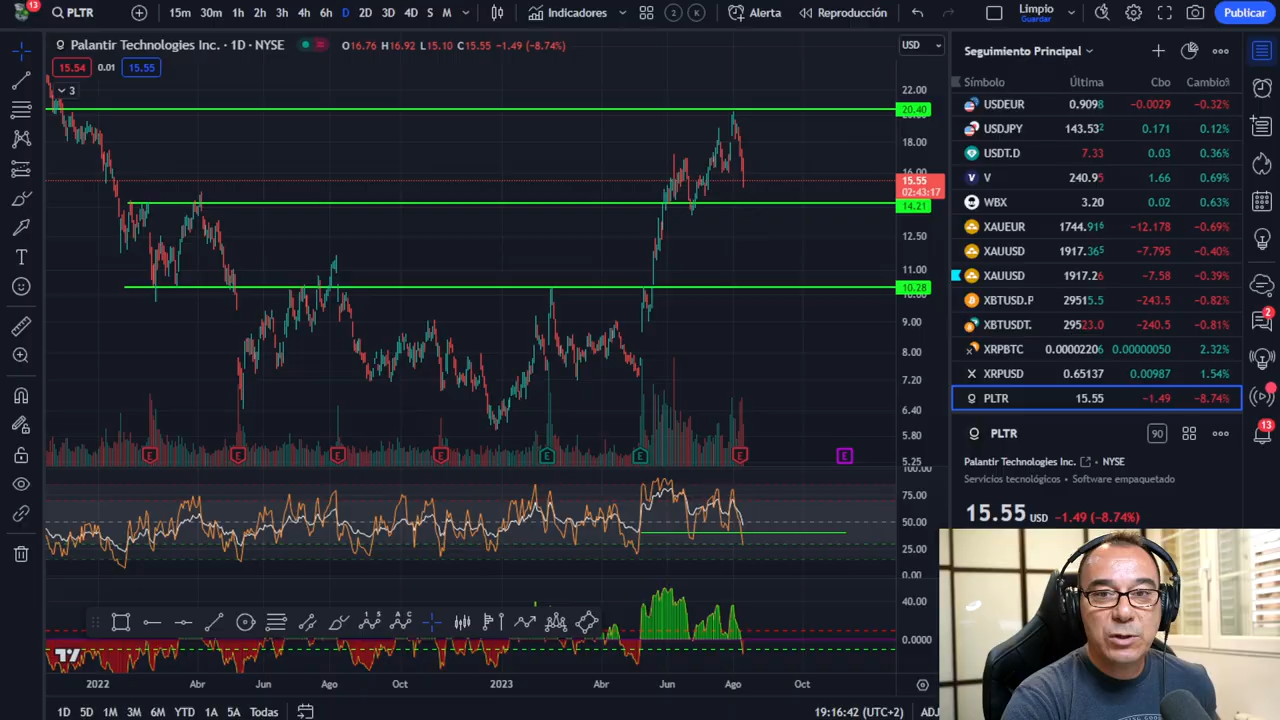 13
PLTR
15m 30m 1h 2h 3h 4h 6h D 2D 3D 4D S M
Indicadores
2 K
Alerta
Reproducción
Limpio
Guardar
Publicar
Palantir Technologies Inc. · 1D · NYSE
O16.76 H16.92 L15.10 C15.55 −1.49 (−8.74%)
USD
15.54 0.01 15.55
3
22.00
20.40
18.00
15.55
02:43:17
14.21
12.50
11.00
10.28
9.00
8.00
7.20
6.40
5.80
5.25
E E E E E E E E
100.00
75.00
50.00
25.00
0.00
40.00
0.0000
2022 Abr Jun Ago Oct 2023 Abr Jun Ago Oct
1D 5D 1M 3M 6M YTD 1A 5A Todas
19:16:42 (UTC+2)
ADJ
Seguimiento Principal
Símbolo Última Cbo Cambio%
USDEUR 0.9098 −0.0029 −0.32%
USDJPY 143.532 0.171 0.12%
USDT.D 7.33 0.03 0.36%
V 240.95 1.66 0.69%
WBX 3.20 0.02 0.63%
XAUEUR 1744.916 −12.178 −0.69%
XAUUSD 1917.365 −7.795 −0.40%
XAUUSD 1917.26 −7.58 −0.39%
XBTUSD.P 29515.5 −243.5 −0.82%
XBTUSDT. 29523.0 −240.5 −0.81%
XRPBTC 0.00002206 0.00000050 2.32%
XRPUSD 0.65137 0.00987 1.54%
PLTR 15.55 −1.49 −8.74%
PLTR
90
Palantir Technologies Inc. · NYSE
Servicios tecnológicos · Software empaquetado
15.55 USD −1.49 (−8.74%)
2
13